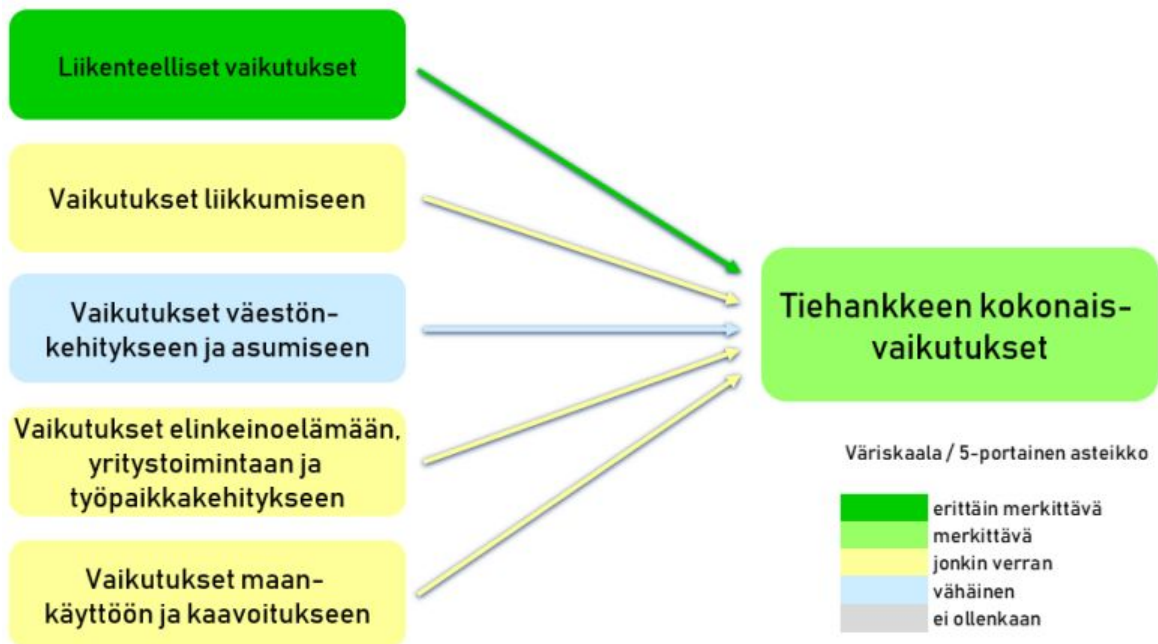 Liikenteelliset vaikutukset
Vaikutukset liikkumiseen
Vaikutukset väestön-
kehitykseen ja asumiseen
Vaikutukset elinkeinoelämään,
yritystoimintaan ja
työpaikkakehitykseen
Vaikutukset maan-
käyttöön ja kaavoitukseen
Tiehankkeen kokonais-
vaikutukset
Väriskaala / 5-portainen asteikko
erittäin merkittävä
merkittävä
jonkin verran
vähäinen
ei ollenkaan